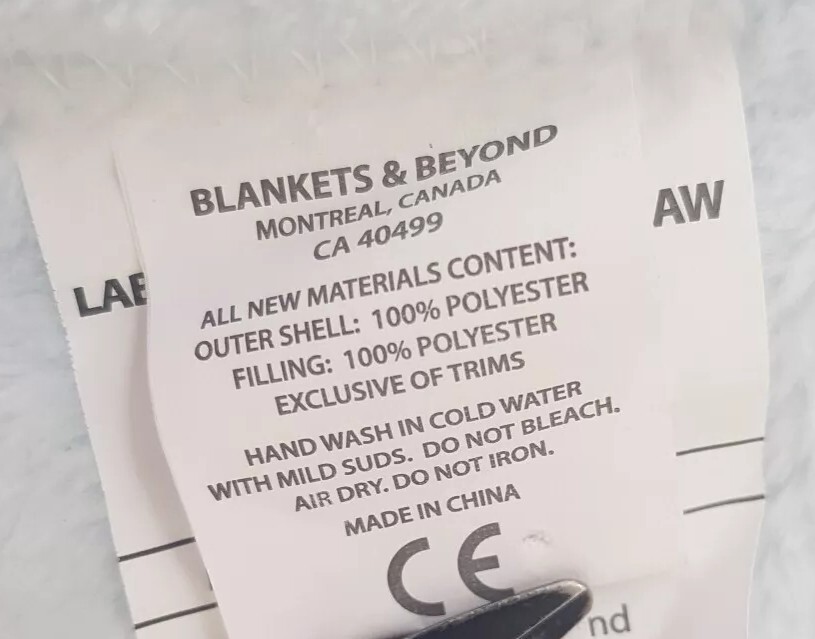 BLANKETS & BEYOND
MONTREAL, CANADA
CA 40499
ALL NEW MATERIALS CONTENT:
OUTER SHELL: 100% POLYESTER
FILLING: 100% POLYESTER
EXCLUSIVE OF TRIMS
HAND WASH IN COLD WATER
WITH MILD SUDS. DO NOT BLEACH.
AIR DRY. DO NOT IRON.
MADE IN CHINA
CE
AW